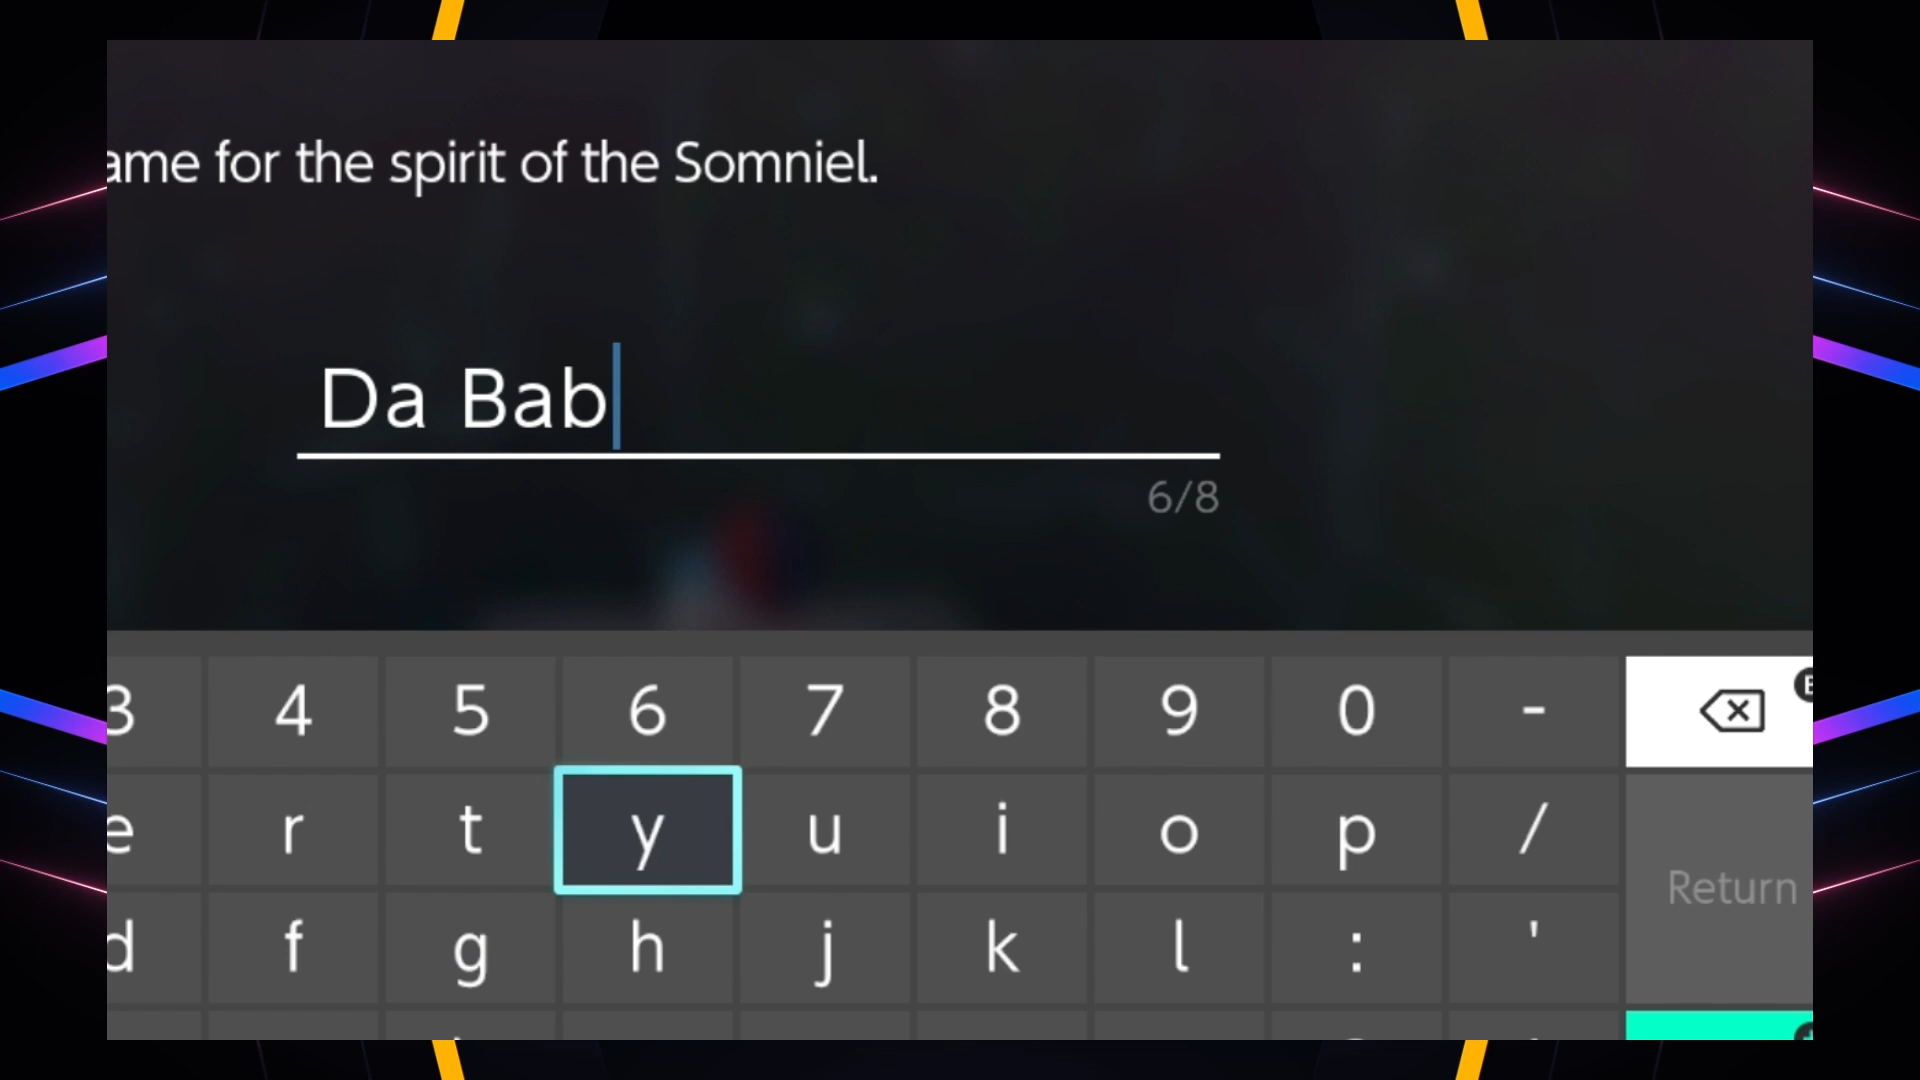 ame for the spirit of the Somniel.
Da Bab
6/8
3 4 5 6 7 8 9 0 -
e r t y u i o p /
Return
d f g h j k l : '